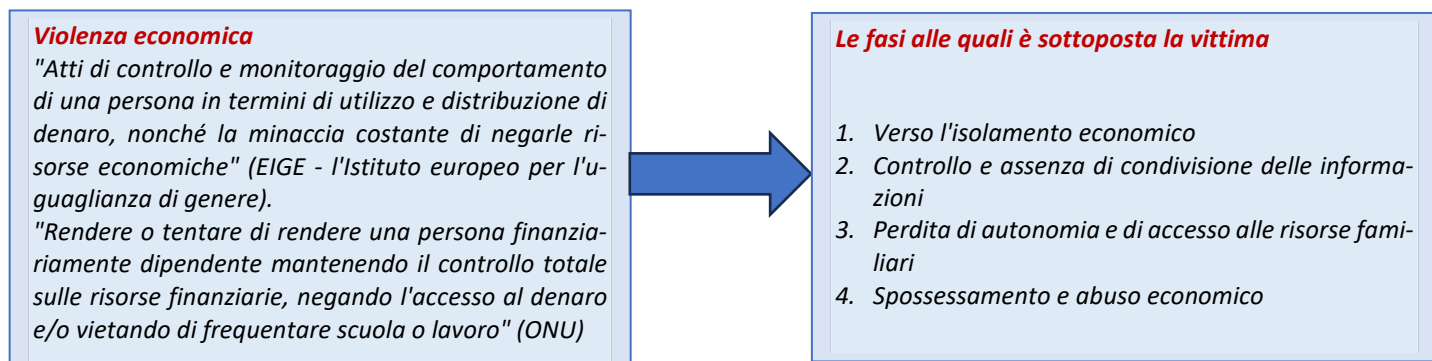 Violenza economica
"Atti di controllo e monitoraggio del comportamento
di una persona in termini di utilizzo e distribuzione di
denaro, nonché la minaccia costante di negarle ri-
sorse economiche" (EIGE - l'Istituto europeo per l'u-
guaglianza di genere).
"Rendere o tentare di rendere una persona finanzia-
riamente dipendente mantenendo il controllo totale
sulle risorse finanziarie, negando l'accesso al denaro
e/o vietando di frequentare scuola o lavoro" (ONU)
Le fasi alle quali è sottoposta la vittima
1. Verso l'isolamento economico
2. Controllo e assenza di condivisione delle informa-
zioni
3. Perdita di autonomia e di accesso alle risorse fami-
liari
4. Spossessamento e abuso economico